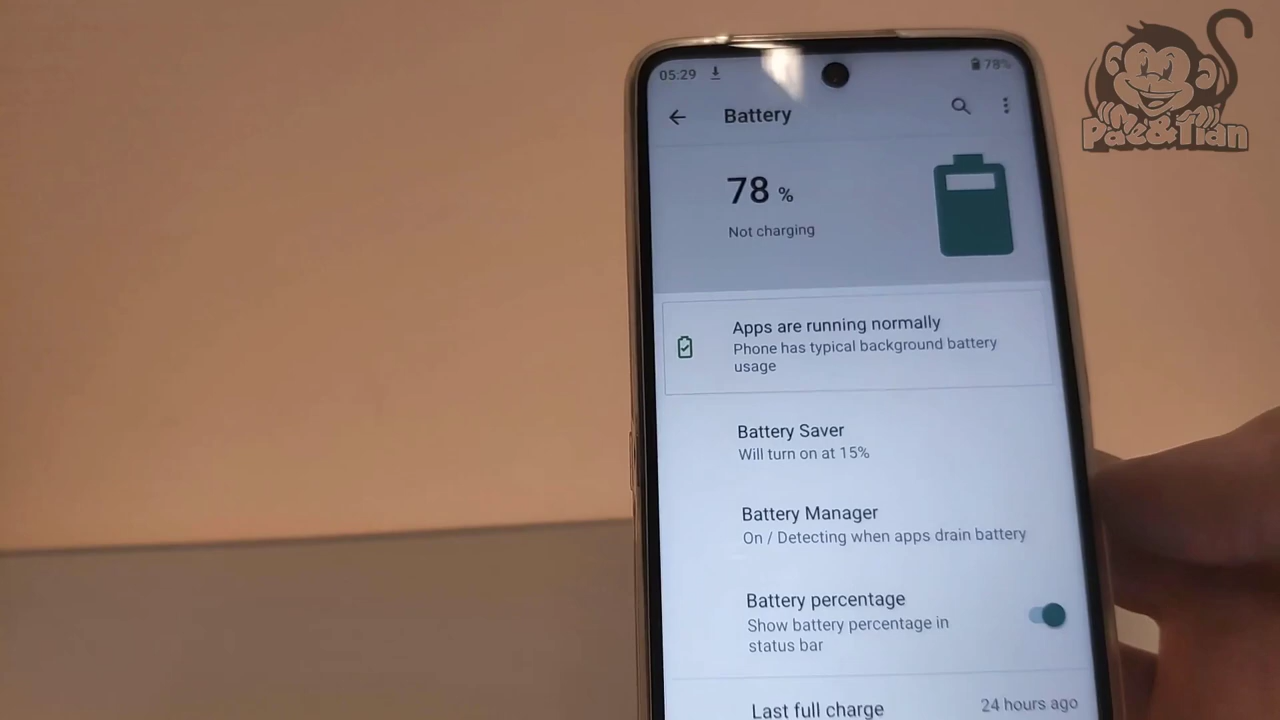 05:29
78%
Battery
78 %
Not charging
Apps are running normally
Phone has typical background battery
usage
Battery Saver
Will turn on at 15%
Battery Manager
On / Detecting when apps drain battery
Battery percentage
Show battery percentage in
status bar
Last full charge
24 hours ago
Pae&Tian